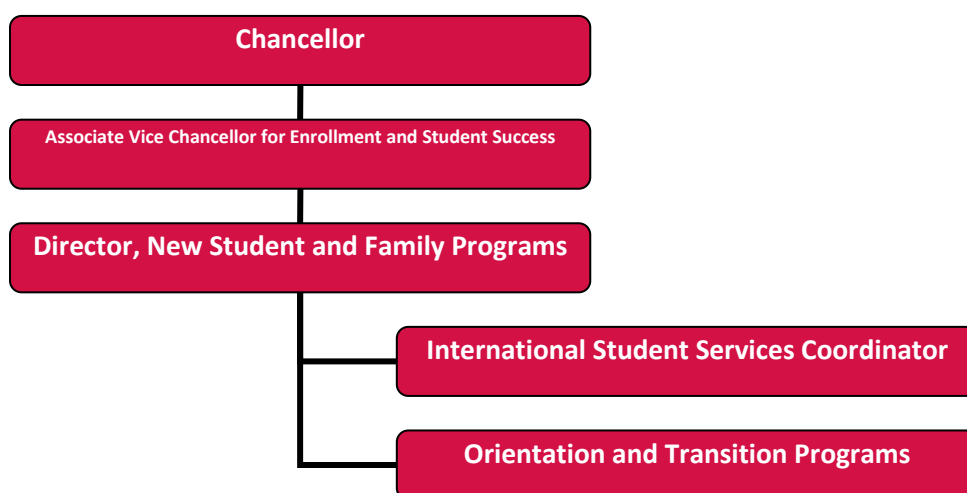 Chancellor
Associate Vice Chancellor for Enrollment and Student Success
Director, New Student and Family Programs
International Student Services Coordinator
Orientation and Transition Programs